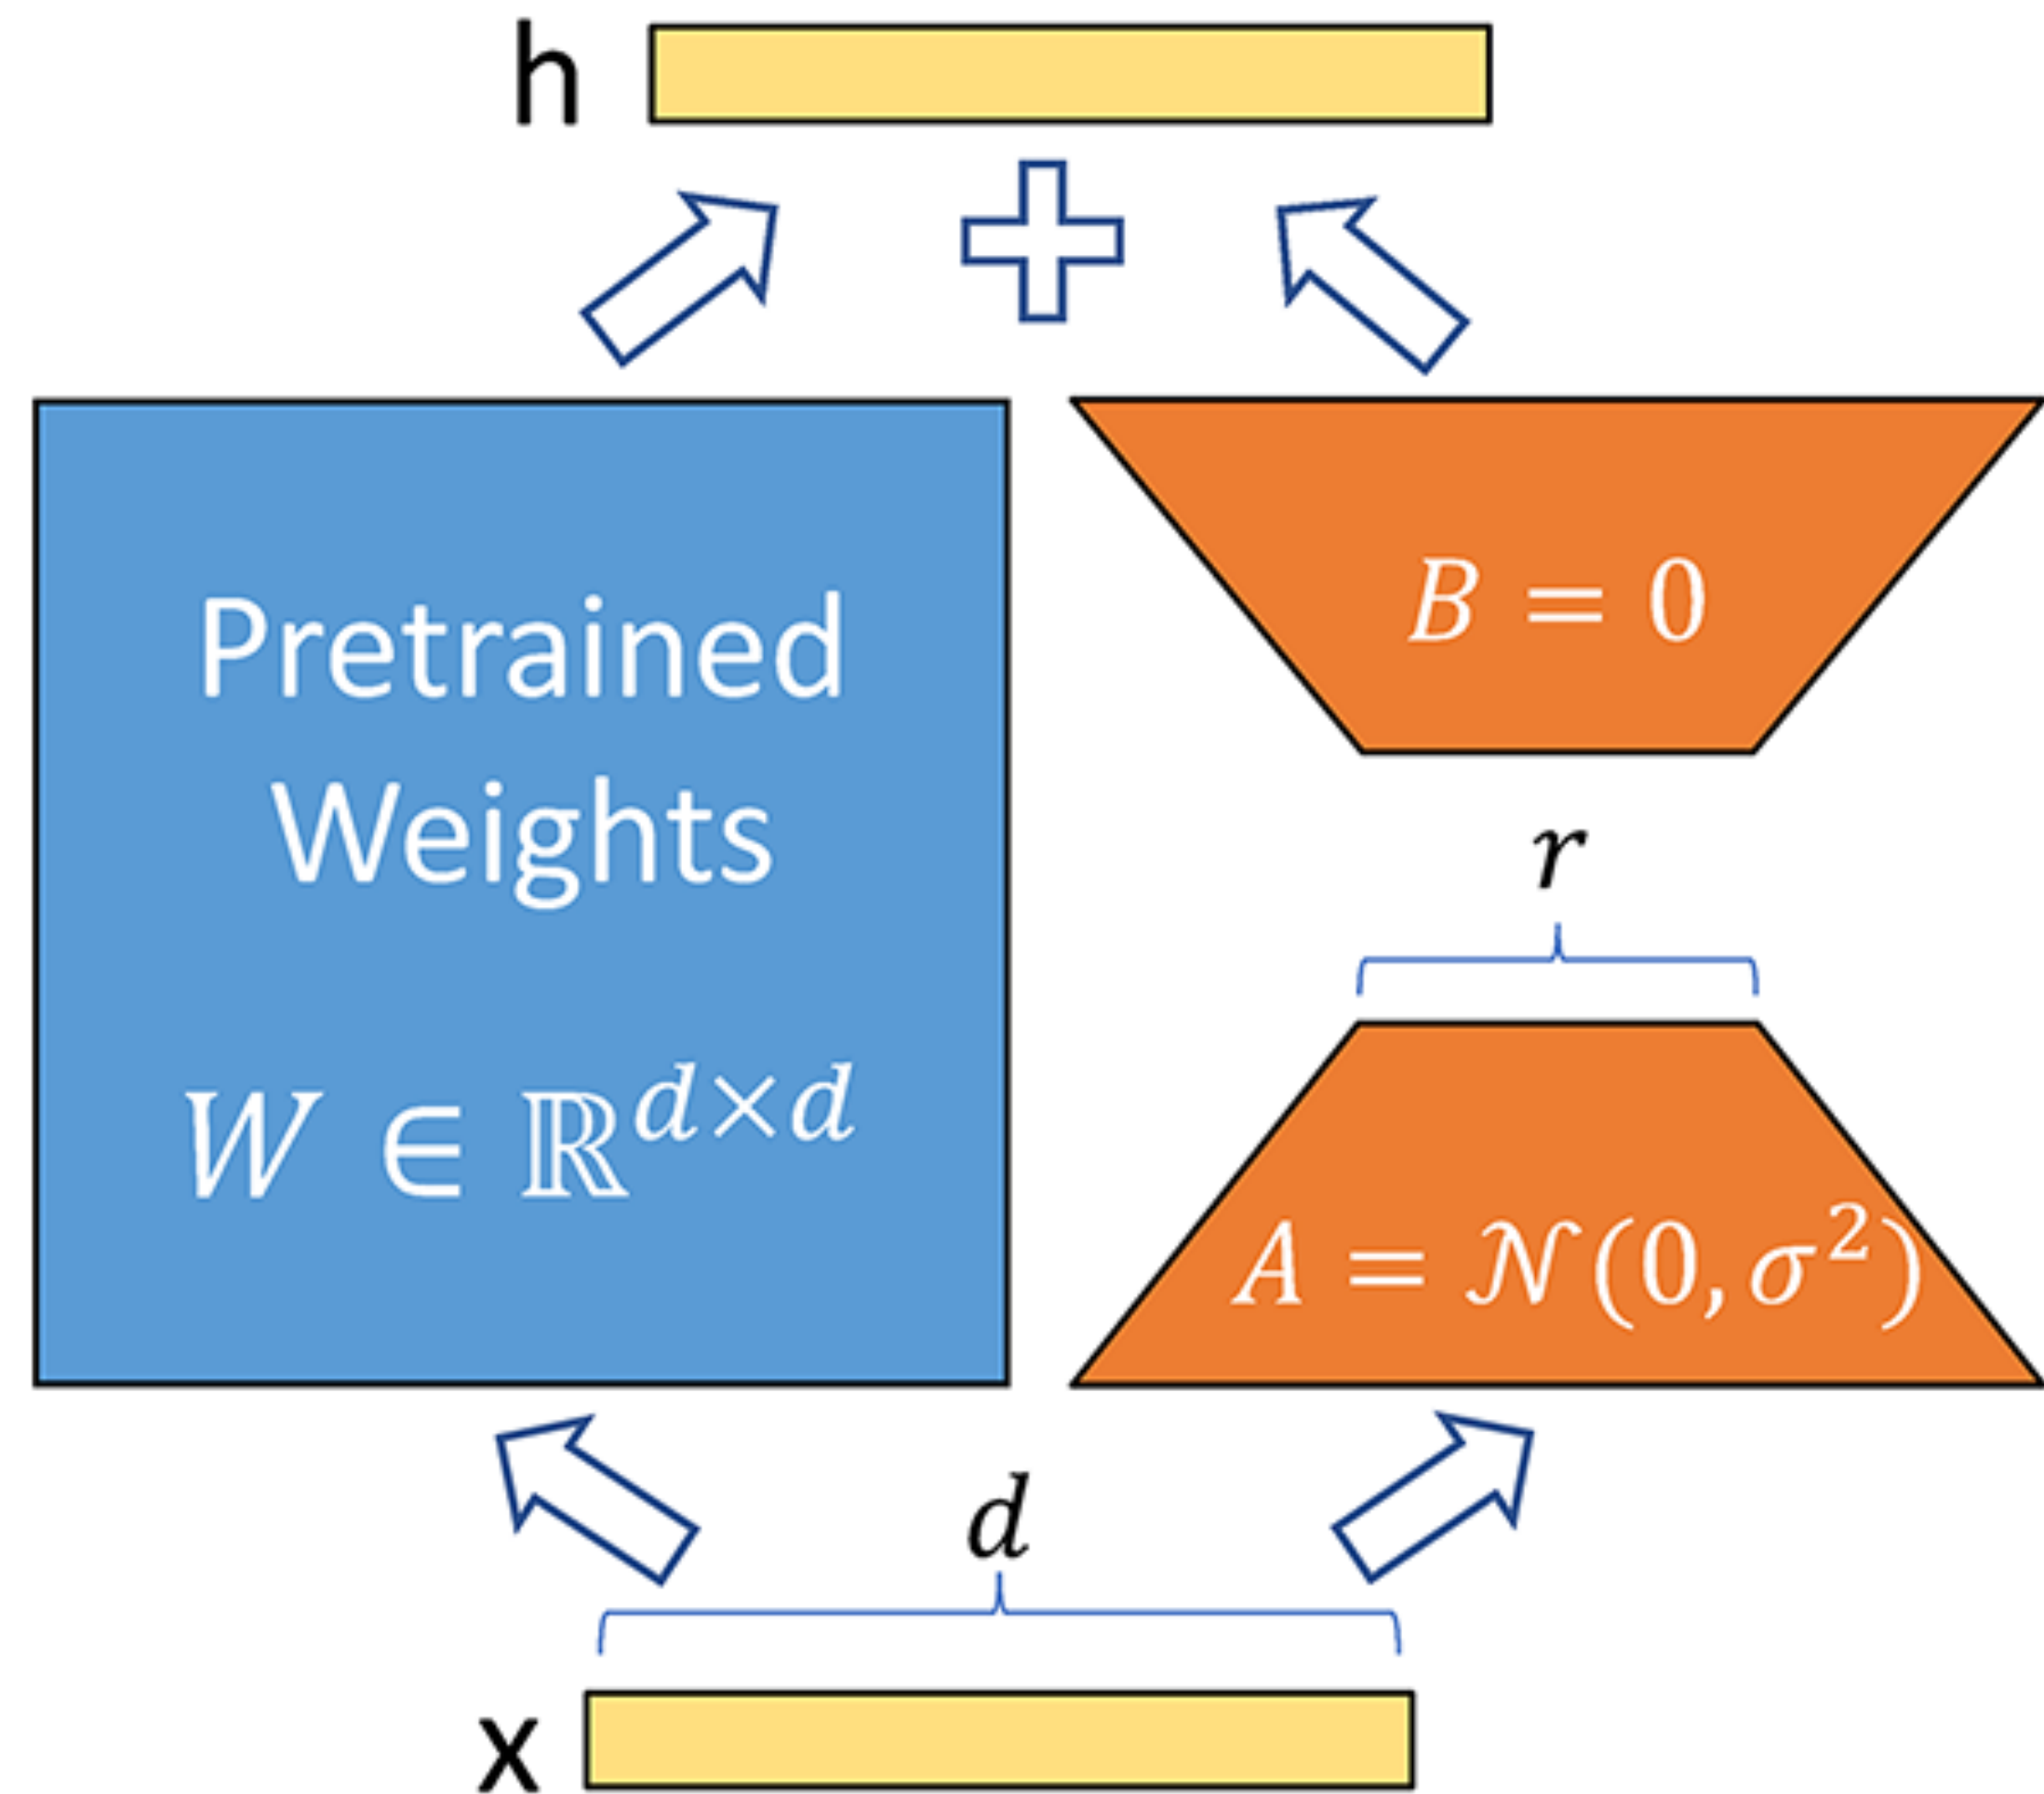 h
Pretrained
Weights
W ∈ ℝ^{d×d}
B = 0
r
A = 𝒩(0, σ²)
d
x